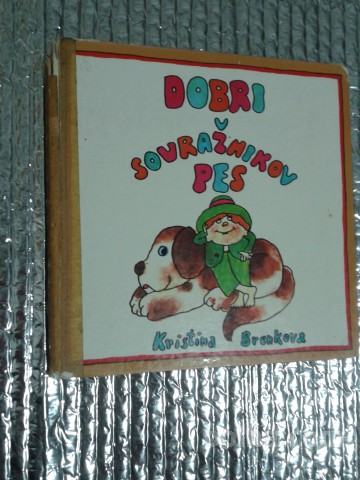 DOBRI
SOVRAŽNIKOV
PES
Kristina Brenkova